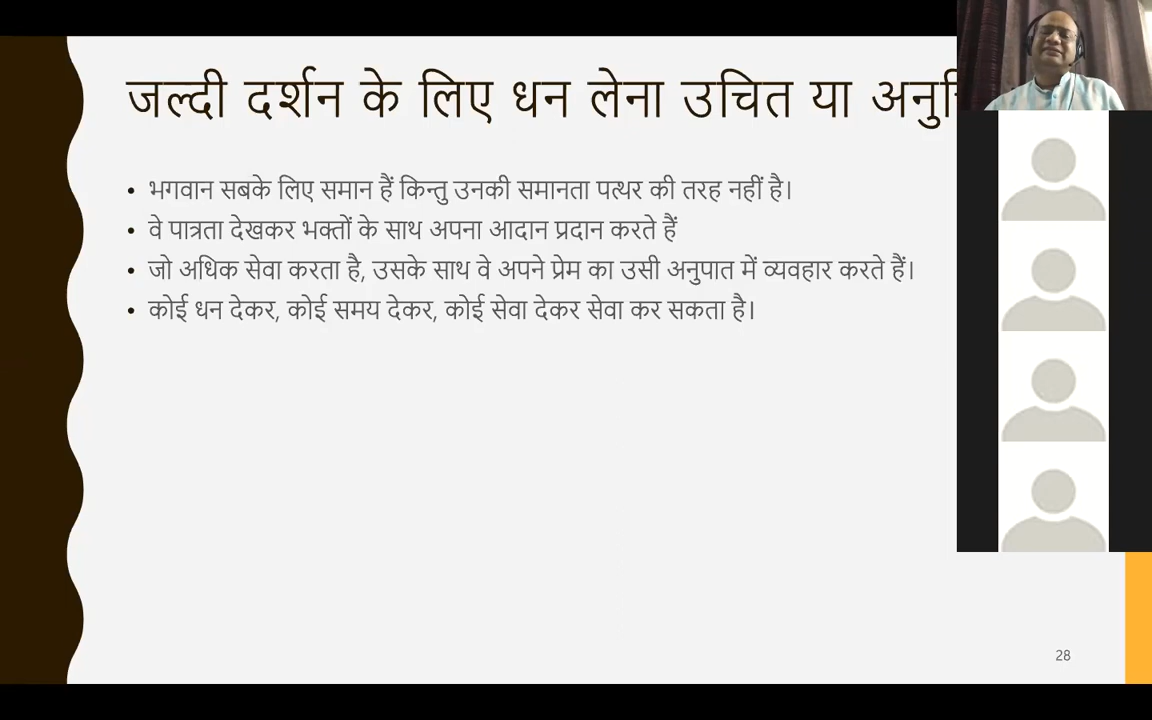 जल्दी दर्शन के लिए धन लेना उचित या
• भगवान सबके लिए समान हैं किन्तु उनकी समानता पत्थर की तरह नहीं है।
• वे पात्रता देखकर भक्तों के साथ अपना आदान प्रदान करते हैं
• जो अधिक सेवा करता है, उसके साथ वे अपने प्रेम का उसी अनुपात में व्यवहार करते हैं।
• कोई धन देकर, कोई समय देकर, कोई सेवा देकर सेवा कर सकता है।
28